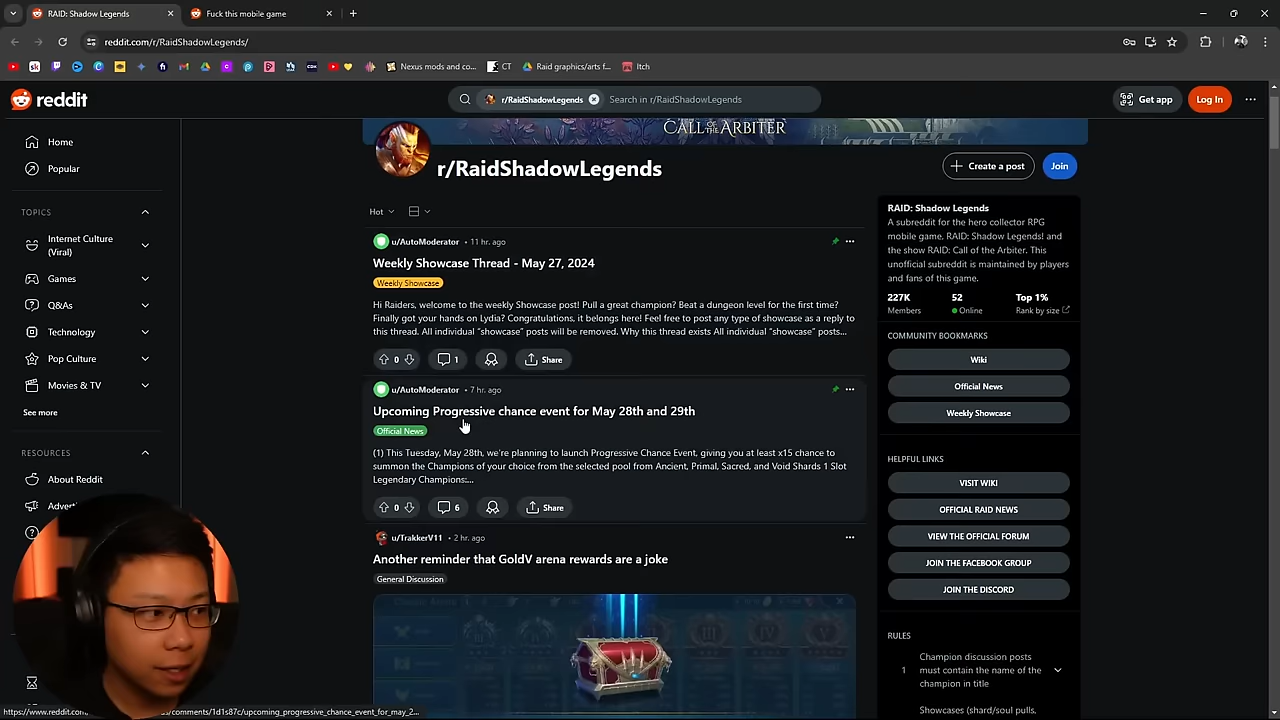 RAID: Shadow Legends
Fuck this mobile game
reddit.com/r/RaidShadowLegends/
Nexus mods and co...
CT
Raid graphics/arts f...
Itch
reddit
r/RaidShadowLegends
Search in r/RaidShadowLegends
Get app
Log In
CALL OF THE ARBITER
Home
Popular
r/RaidShadowLegends
Create a post
Join
TOPICS
Internet Culture
(Viral)
Games
Q&As
Technology
Pop Culture
Movies & TV
See more
RESOURCES
About Reddit
Hot
u/AutoModerator • 11 hr. ago
Weekly Showcase Thread - May 27, 2024
Weekly Showcase
Hi Raiders, welcome to the weekly Showcase post! Pull a great champion? Beat a dungeon level for the first time?
Finally got your hands on Lydia? Congratulations, it belongs here! Feel free to post any type of showcase as a reply to
this thread. All individual “showcase” posts will be removed. Why this thread exists All individual “showcase” posts...
0
1
Share
u/AutoModerator • 7 hr. ago
Upcoming Progressive chance event for May 28th and 29th
Official News
(1) This Tuesday, May 28th, we're planning to launch Progressive Chance Event, giving you at least x15 chance to
summon the Champions of your choice from the selected pool from Ancient, Primal, Sacred, and Void Shards 1 Slot
Legendary Champions:...
0
6
Share
u/TrakkerV11 • 2 hr. ago
Another reminder that GoldV arena rewards are a joke
General Discussion
RAID: Shadow Legends
A subreddit for the hero collector RPG
mobile game, RAID: Shadow Legends! and
the show RAID: Call of the Arbiter. This
unofficial subreddit is maintained by players
and fans of this game.
227K
Members
52
Online
Top 1%
Rank by size
COMMUNITY BOOKMARKS
Wiki
Official News
Weekly Showcase
HELPFUL LINKS
VISIT WIKI
OFFICIAL RAID NEWS
VIEW THE OFFICIAL FORUM
JOIN THE FACEBOOK GROUP
JOIN THE DISCORD
RULES
1
Champion discussion posts
must contain the name of the
champion in title
Showcases (shard/soul pulls,
https://www.reddit.com
comments/1d1s87c/upcoming_progressive_chance_event_for_may_2...